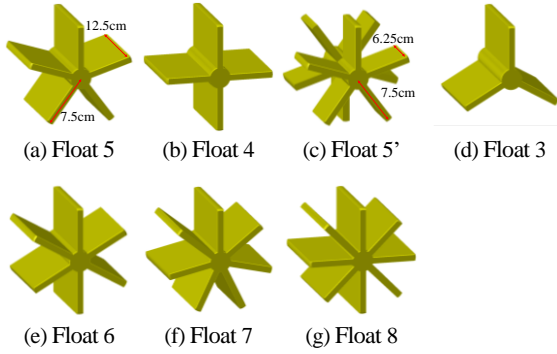 12.5cm
7.5cm
6.25cm
7.5cm
(a) Float 5
(b) Float 4
(c) Float 5’
(d) Float 3
(e) Float 6
(f) Float 7
(g) Float 8